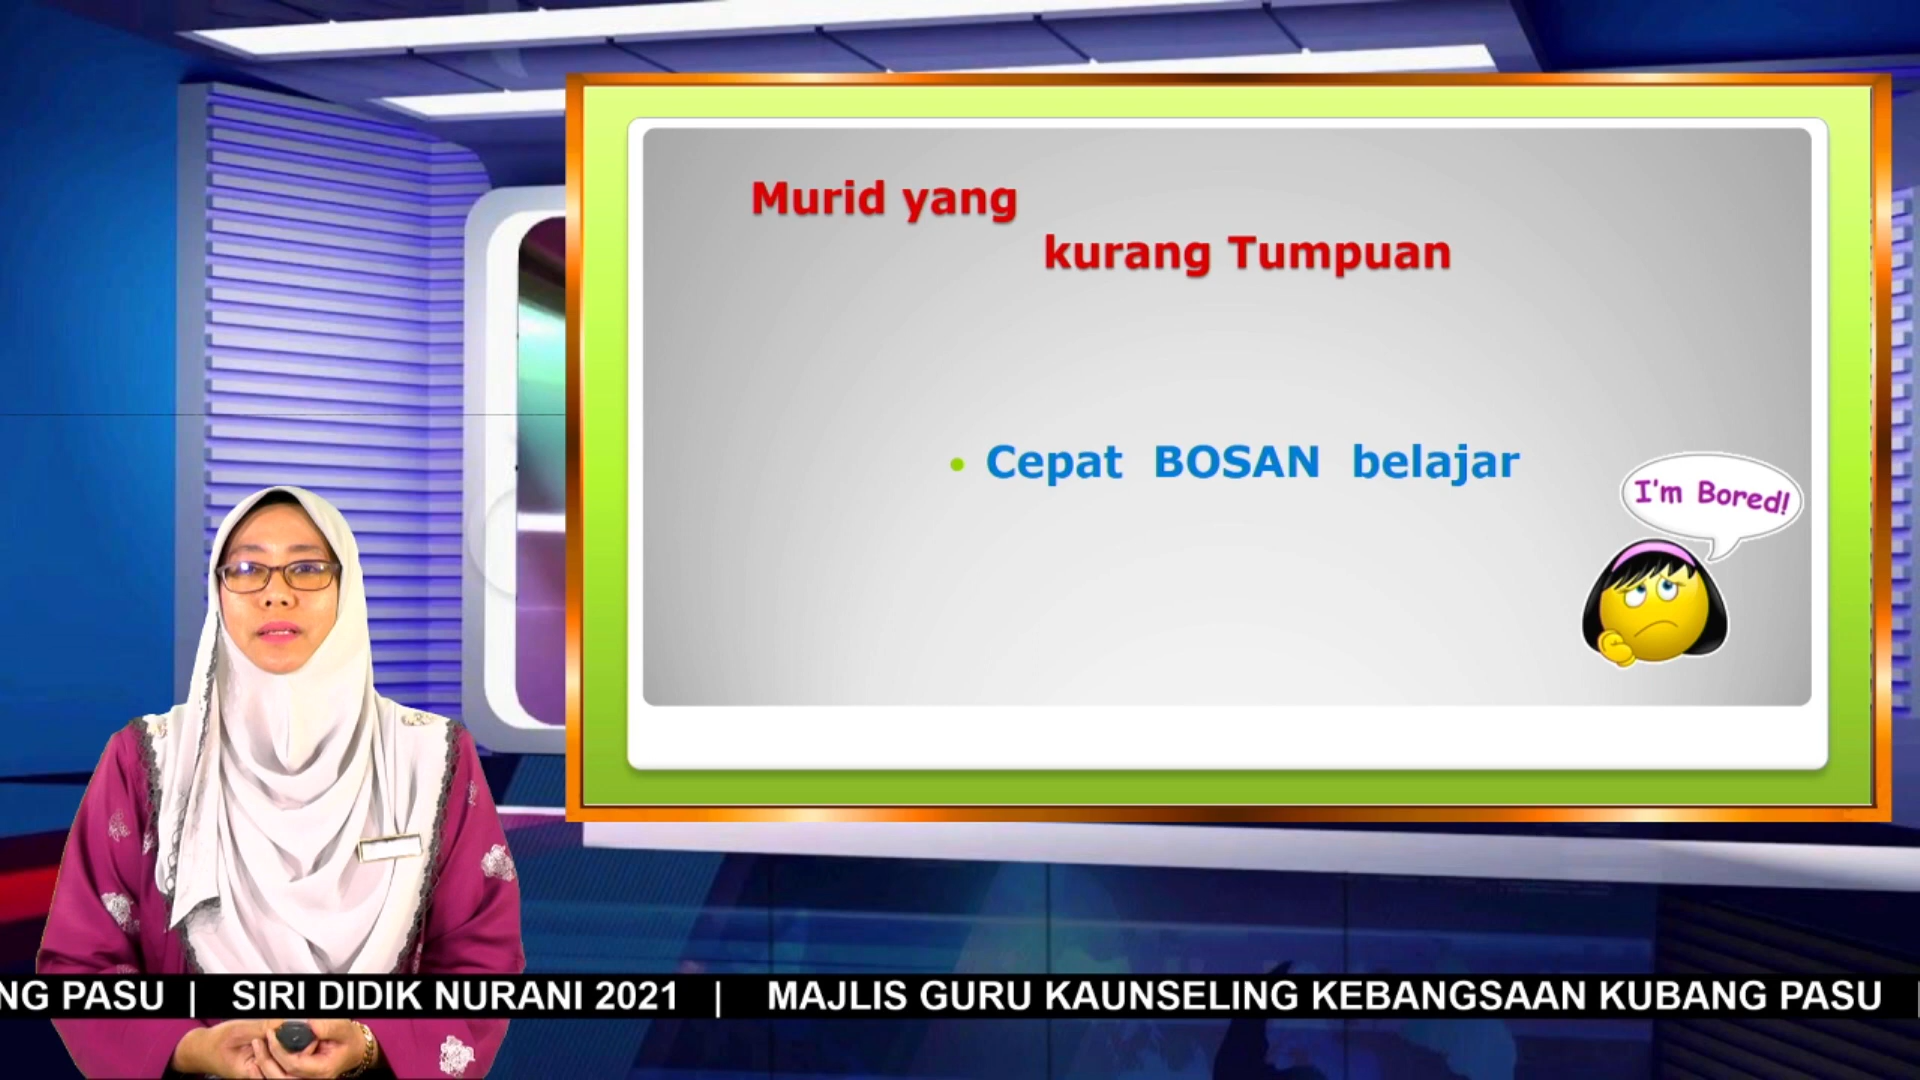 Murid yang
kurang Tumpuan
Cepat BOSAN belajar
I'm Bored!
NG PASU | SIRI DIDIK NURANI 2021 | MAJLIS GURU KAUNSELING KEBANGSAAN KUBANG PASU |